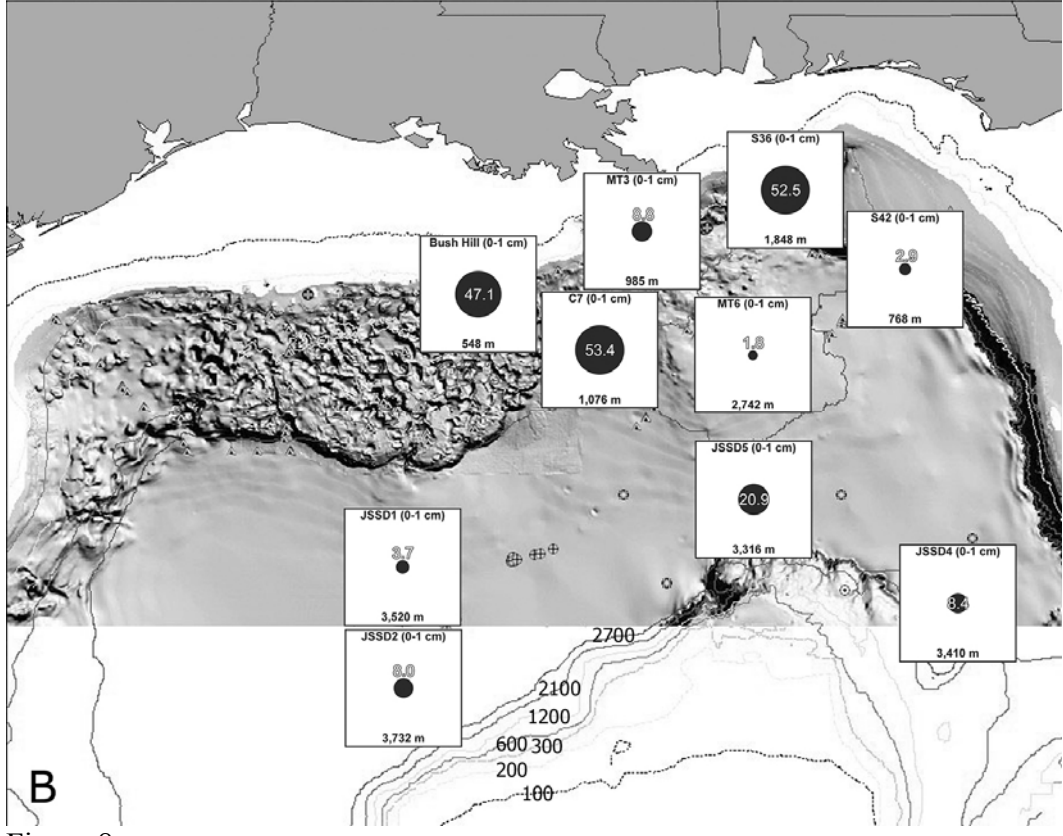 S36 (0-1 cm)
52.5
1,848 m
MT3 (0-1 cm)
8.8
985 m
S42 (0-1 cm)
2.9
768 m
Bush Hill (0-1 cm)
47.1
548 m
C7 (0-1 cm)
53.4
1,076 m
MT6 (0-1 cm)
1.8
2,742 m
JSSD5 (0-1 cm)
20.9
3,316 m
JSSD1 (0-1 cm)
3.7
3,520 m
JSSD4 (0-1 cm)
8.4
3,410 m
JSSD2 (0-1 cm)
8.0
3,732 m
2700
2100
1200
600 300
200
100
B